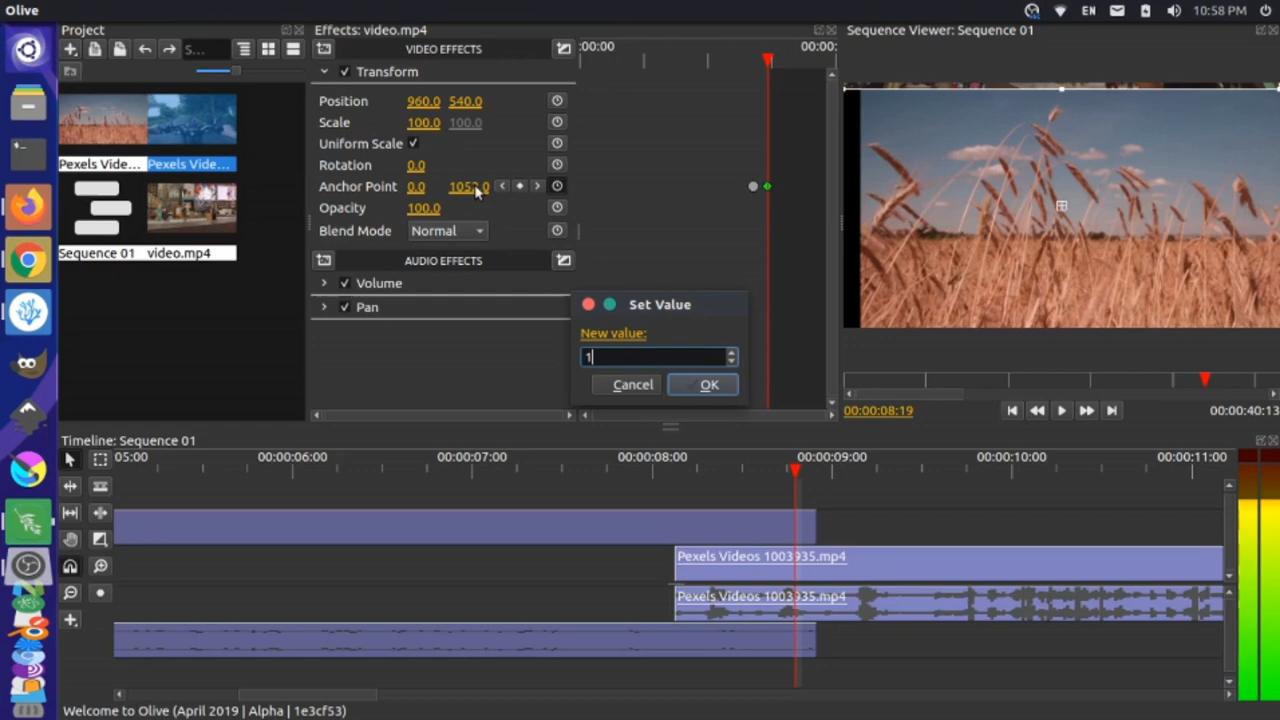 Olive
EN
10:58 PM
Project
Effects: video.mp4
Sequence Viewer: Sequence 01
S...
VIDEO EFFECTS
:00:00
00:00:
Transform
Position 960.0 540.0
Scale 100.0 100.0
Uniform Scale
Rotation 0.0
Anchor Point 0.0
Opacity 100.0
Blend Mode Normal
Pexels Vide... Pexels Vide...
Sequence 01 video.mp4
AUDIO EFFECTS
Volume
Pan
Set Value
New value:
1
Cancel OK
00:00:08:19
00:00:40:13
Timeline: Sequence 01
05:00 00:00:06:00 00:00:07:00 00:00:08:00 00:00:09:00 00:00:10:00 00:00:11:00
Pexels Videos 1003935.mp4
Pexels Videos 1003935.mp4
Welcome to Olive (April 2019 | Alpha | 1e3cf53)